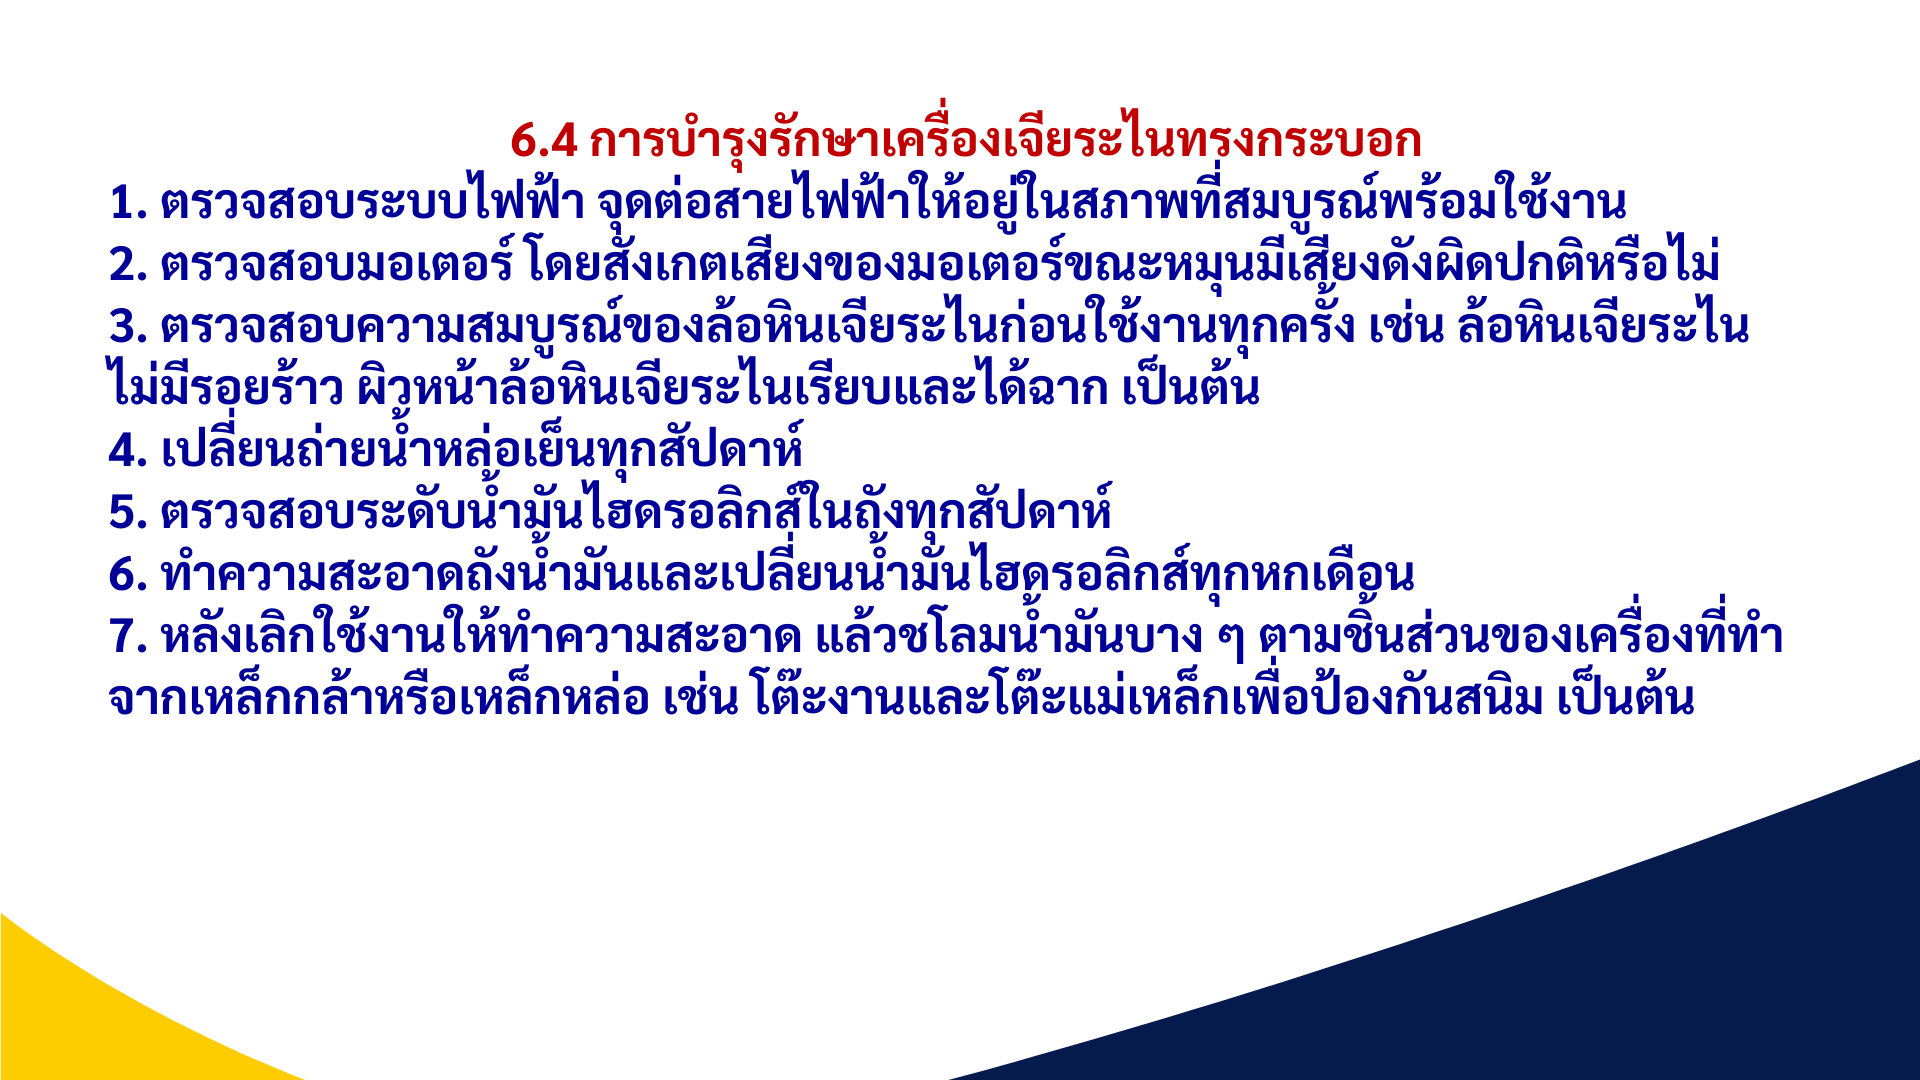 6.4 การบำรุงรักษาเครื่องเจียระไนทรงกระบอก
1. ตรวจสอบระบบไฟฟ้า จุดต่อสายไฟฟ้าให้อยู่ในสภาพที่สมบูรณ์พร้อมใช้งาน
2. ตรวจสอบมอเตอร์ โดยสังเกตเสียงของมอเตอร์ขณะหมุนมีเสียงดังผิดปกติหรือไม่
3. ตรวจสอบความสมบูรณ์ของล้อหินเจียระไนก่อนใช้งานทุกครั้ง เช่น ล้อหินเจียระไน
ไม่มีรอยร้าว ผิวหน้าล้อหินเจียระไนเรียบและได้ฉาก เป็นต้น
4. เปลี่ยนถ่ายน้ำหล่อเย็นทุกสัปดาห์
5. ตรวจสอบระดับน้ำมันไฮดรอลิกส์ในถังทุกสัปดาห์
6. ทำความสะอาดถังน้ำมันและเปลี่ยนน้ำมันไฮดรอลิกส์ทุกหกเดือน
7. หลังเลิกใช้งานให้ทำความสะอาด แล้วชโลมน้ำมันบาง ๆ ตามชิ้นส่วนของเครื่องที่ทำ
จากเหล็กกล้าหรือเหล็กหล่อ เช่น โต๊ะงานและโต๊ะแม่เหล็กเพื่อป้องกันสนิม เป็นต้น